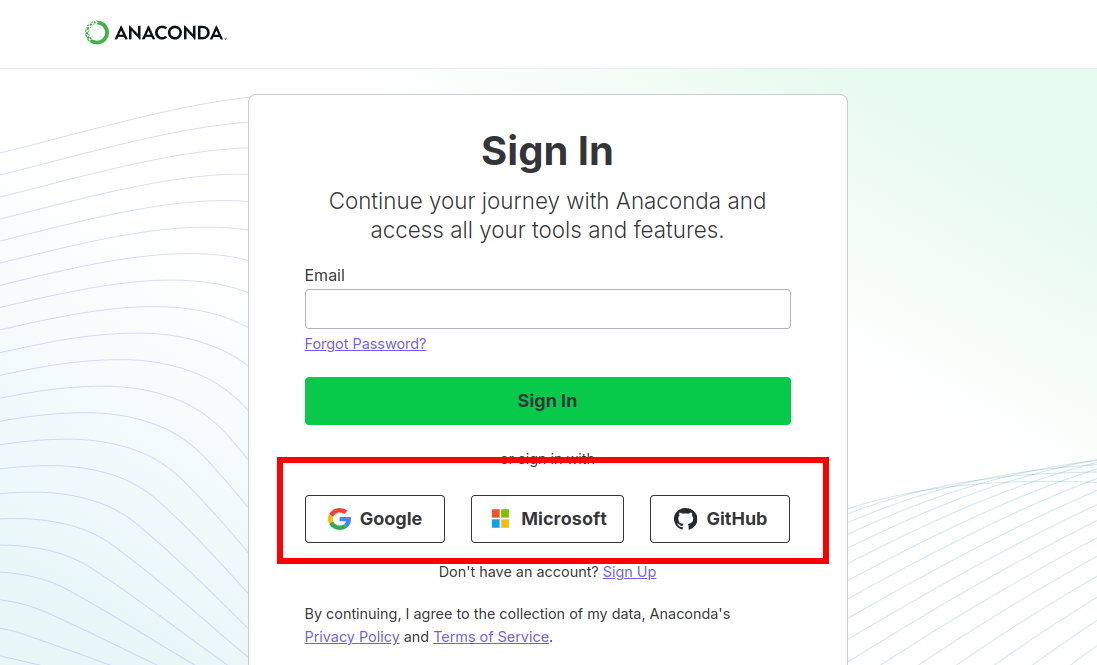 ANACONDA.
Sign In
Continue your journey with Anaconda and
access all your tools and features.
Email
Forgot Password?
Sign In
or sign in with
Google Microsoft GitHub
Don't have an account? Sign Up
By continuing, I agree to the collection of my data, Anaconda's
Privacy Policy and Terms of Service.